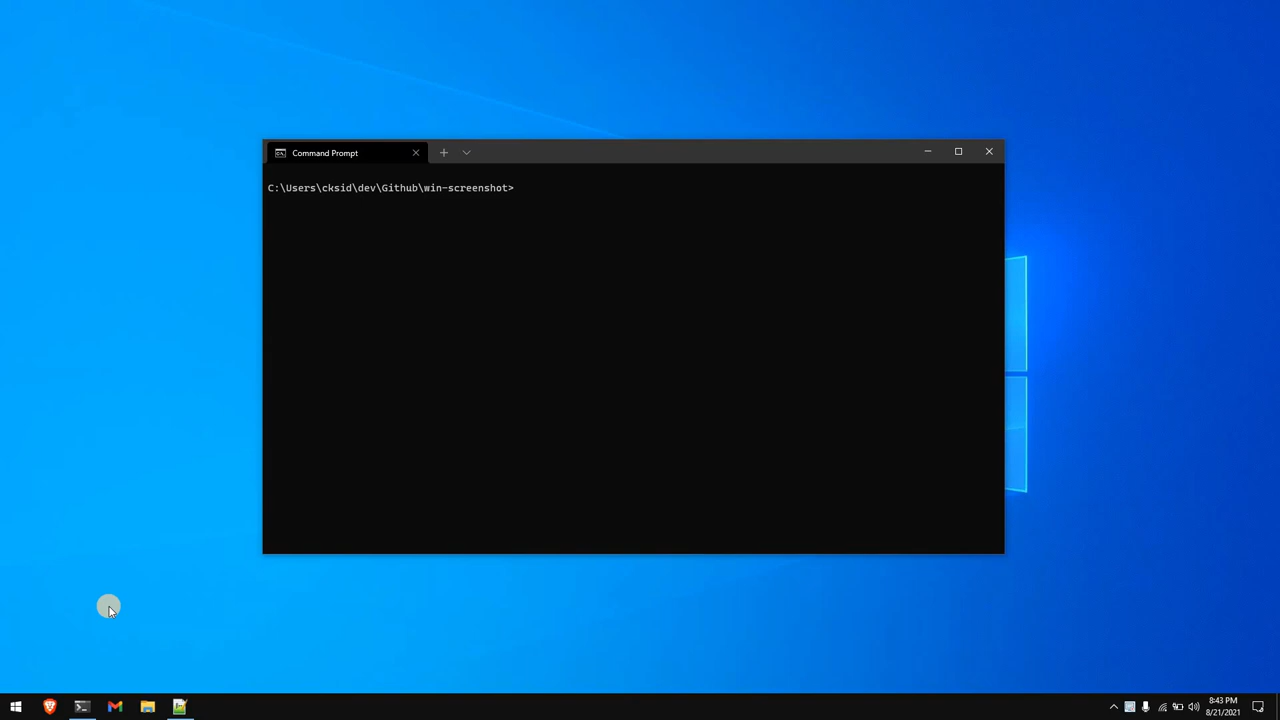 Command Prompt
C:\Users\cksid\dev\Github\win-screenshot>
8:43 PM
8/21/2021